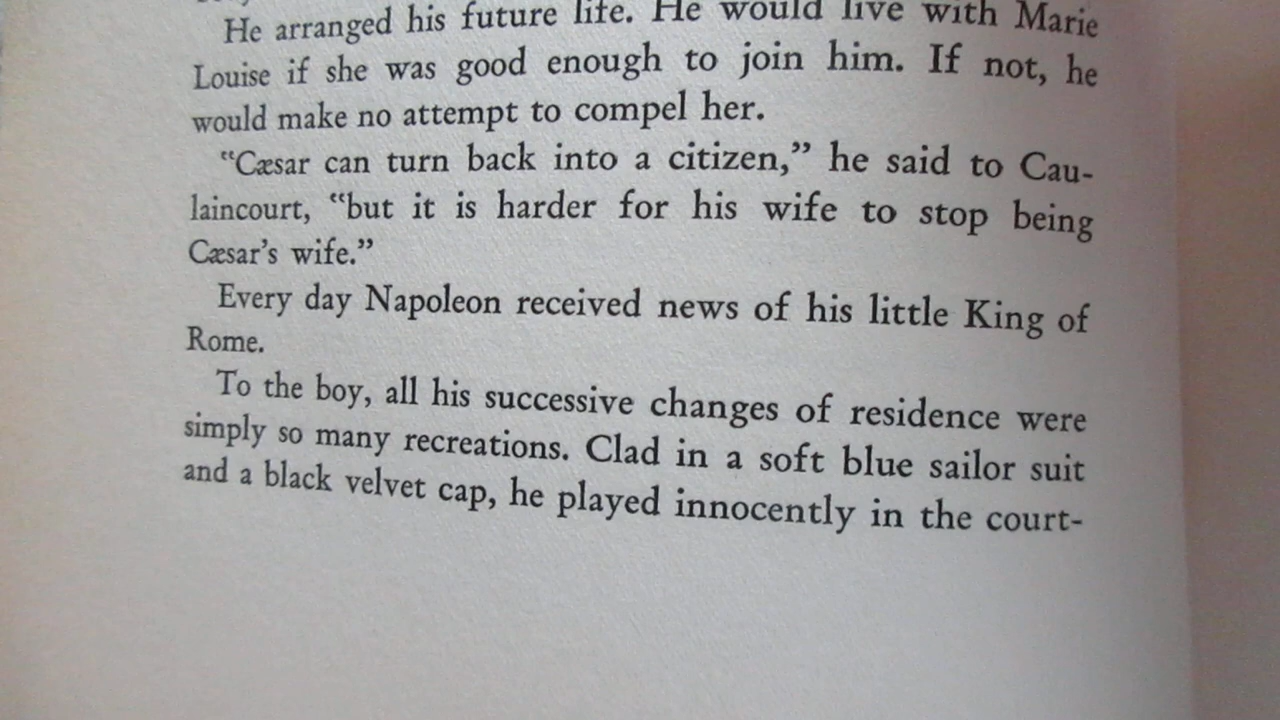 He arranged his future life. He would live with Marie
Louise if she was good enough to join him. If not, he
would make no attempt to compel her.
"Cæsar can turn back into a citizen," he said to Cau-
laincourt, "but it is harder for his wife to stop being
Cæsar's wife."
Every day Napoleon received news of his little King of
Rome.
To the boy, all his successive changes of residence were
simply so many recreations. Clad in a soft blue sailor suit
and a black velvet cap, he played innocently in the court-